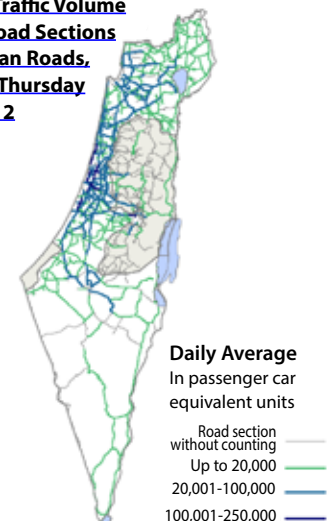 Traffic Volume
oad Sections
an Roads,
Thursday
2
Daily Average
In passenger car
equivalent units
Road section
without counting
Up to 20,000
20,001-100,000
100,001-250,000